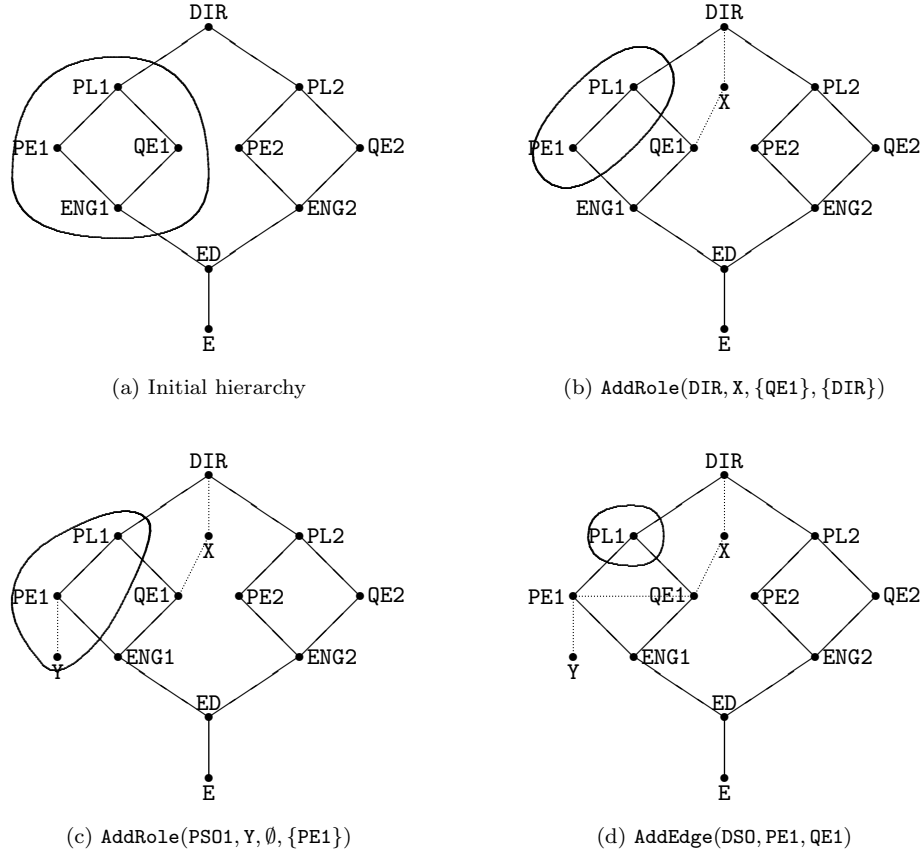 DIR
PL1 PL2
PE1 QE1 PE2 QE2
ENG1 ENG2
ED
E
(a) Initial hierarchy
DIR
PL1 X PL2
PE1 QE1 PE2 QE2
ENG1 ENG2
ED
E
(b) AddRole(DIR, X, {QE1}, {DIR})
DIR
PL1 X PL2
PE1 QE1 PE2 QE2
Y ENG1 ENG2
ED
E
(c) AddRole(PSO1, Y, ∅, {PE1})
DIR
PL1 X PL2
PE1 QE1 PE2 QE2
Y ENG1 ENG2
ED
E
(d) AddEdge(DSO, PE1, QE1)